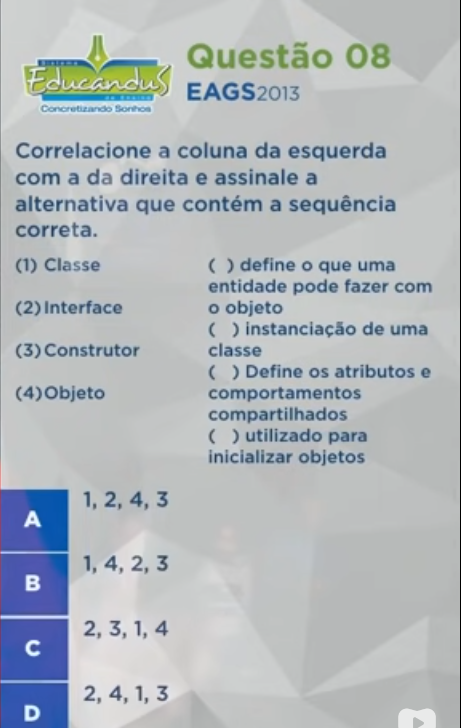 Sistema
Educandus
de Ensino
Concretizando Sonhos
Questão 08
EAGS2013
Correlacione a coluna da esquerda
com a da direita e assinale a
alternativa que contém a sequência
correta.
(1) Classe
(2) Interface
(3) Construtor
(4) Objeto
( ) define o que uma
entidade pode fazer com
o objeto
( ) instanciação de uma
classe
( ) Define os atributos e
comportamentos
compartilhados
( ) utilizado para
inicializar objetos
A 1, 2, 4, 3
B 1, 4, 2, 3
C 2, 3, 1, 4
D 2, 4, 1, 3